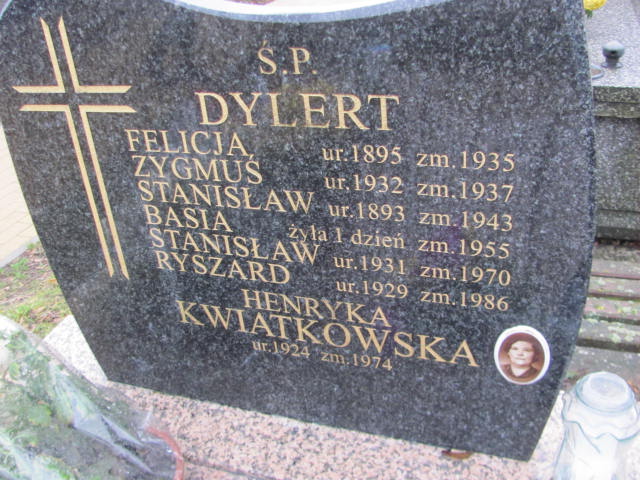 Ś.P.
DYLERT
FELICJA ur.1895 zm.1935
ZYGMUŚ ur.1932 zm.1937
STANISŁAW ur.1893 zm.1943
BASIA żyła 1 dzień zm.1955
STANISŁAW ur.1931 zm.1970
RYSZARD ur.1929 zm.1986
HENRYKA
KWIATKOWSKA
ur.1924 zm.1974